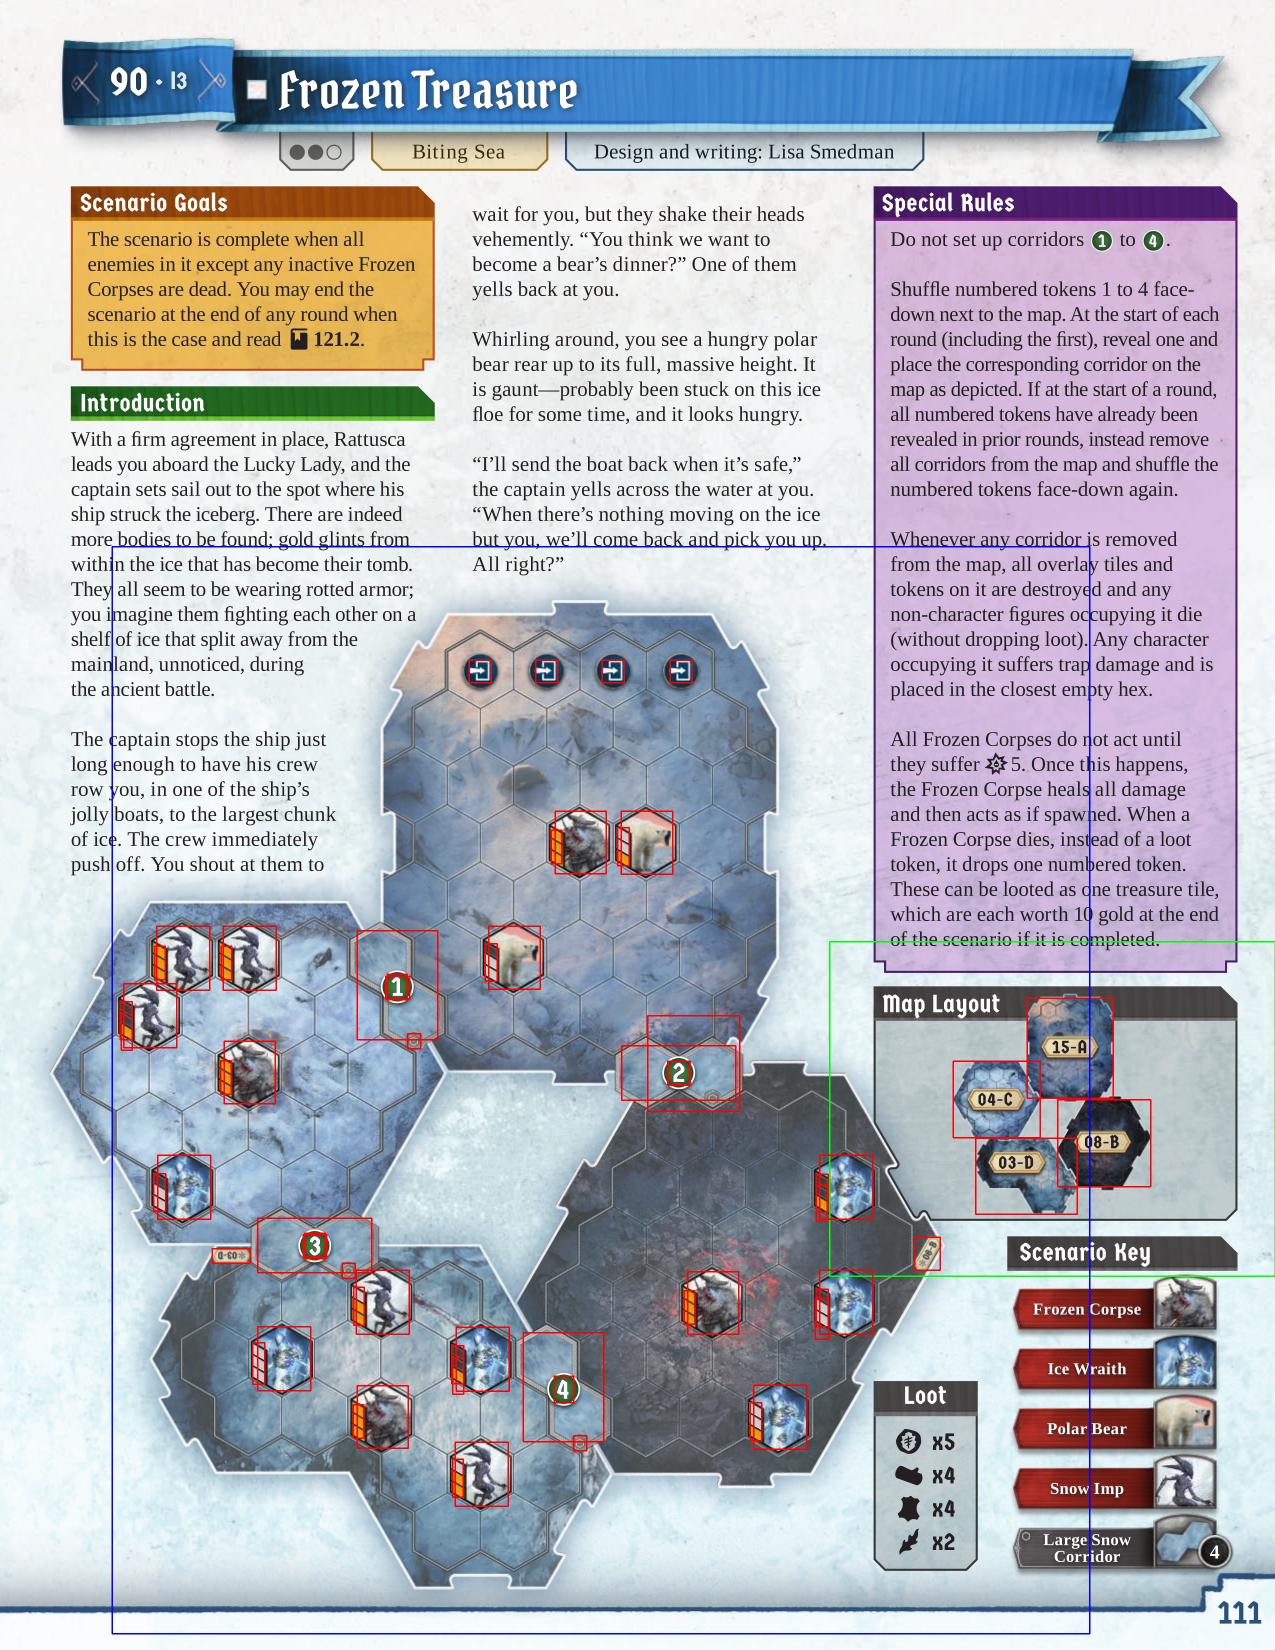 90 · 13
Frozen Treasure
Biting Sea
Design and writing: Lisa Smedman
Scenario Goals
The scenario is complete when all
enemies in it except any inactive Frozen
Corpses are dead. You may end the
scenario at the end of any round when
this is the case and read 121.2.
Introduction
With a firm agreement in place, Rattusca
leads you aboard the Lucky Lady, and the
captain sets sail out to the spot where his
ship struck the iceberg. There are indeed
more bodies to be found; gold glints from
within the ice that has become their tomb.
They all seem to be wearing rotted armor;
you imagine them fighting each other on a
shelf of ice that split away from the
mainland, unnoticed, during
the ancient battle.
The captain stops the ship just
long enough to have his crew
row you, in one of the ship’s
jolly boats, to the largest chunk
of ice. The crew immediately
push off. You shout at them to
wait for you, but they shake their heads
vehemently. “You think we want to
become a bear’s dinner?” One of them
yells back at you.
Whirling around, you see a hungry polar
bear rear up to its full, massive height. It
is gaunt—probably been stuck on this ice
floe for some time, and it looks hungry.
“I’ll send the boat back when it’s safe,”
the captain yells across the water at you.
“When there’s nothing moving on the ice
but you, we’ll come back and pick you up.
All right?”
Special Rules
Do not set up corridors 1 to 4.
Shuffle numbered tokens 1 to 4 face-
down next to the map. At the start of each
round (including the first), reveal one and
place the corresponding corridor on the
map as depicted. If at the start of a round,
all numbered tokens have already been
revealed in prior rounds, instead remove
all corridors from the map and shuffle the
numbered tokens face-down again.
Whenever any corridor is removed
from the map, all overlay tiles and
tokens on it are destroyed and any
non-character figures occupying it die
(without dropping loot). Any character
occupying it suffers trap damage and is
placed in the closest empty hex.
All Frozen Corpses do not act until
they suffer 5. Once this happens,
the Frozen Corpse heals all damage
and then acts as if spawned. When a
Frozen Corpse dies, instead of a loot
token, it drops one numbered token.
These can be looted as one treasure tile,
which are each worth 10 gold at the end
of the scenario if it is completed.
1
2
3
4
03-D
08-B
Map Layout
15-A
04-C
08-B
03-D
Scenario Key
Frozen Corpse
Ice Wraith
Polar Bear
Snow Imp
Large Snow
Corridor
4
Loot
x5
x4
x4
x2
111